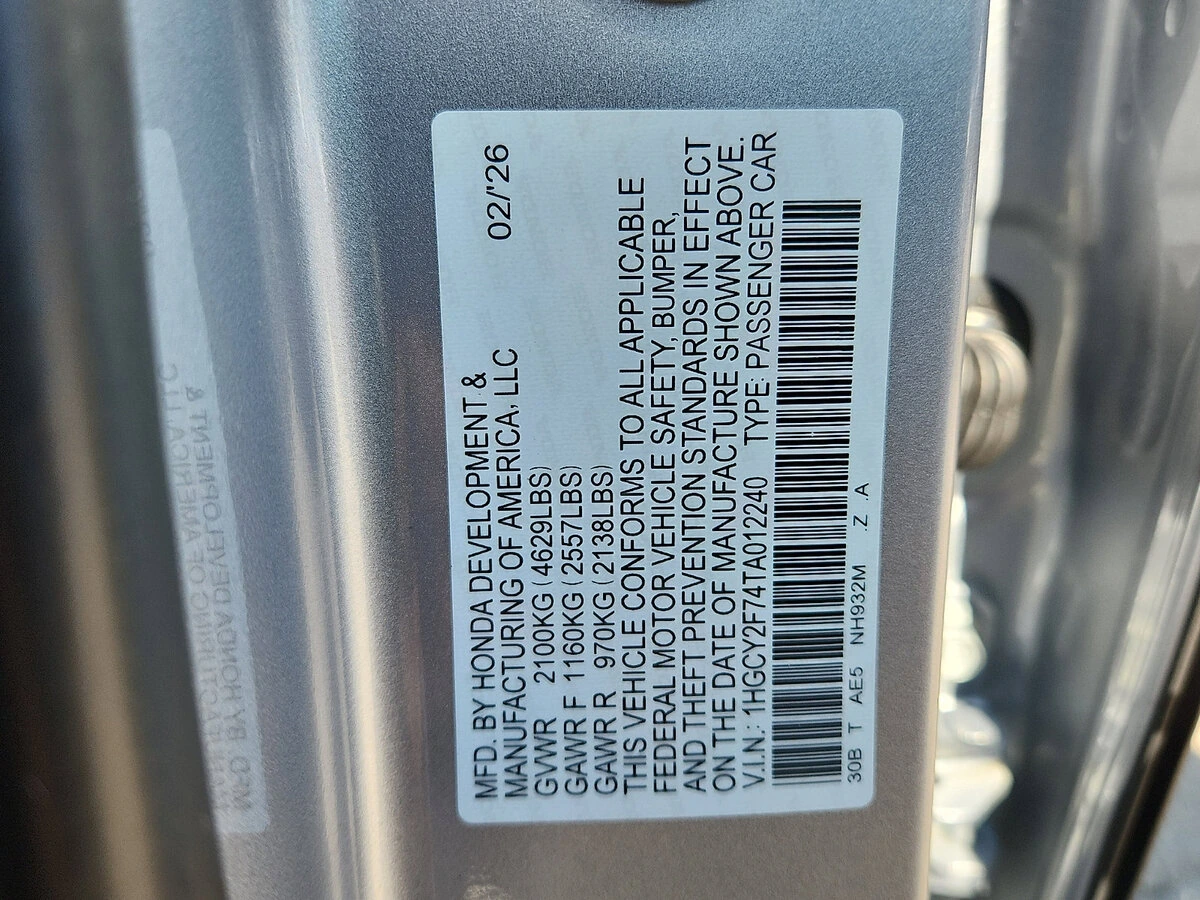 MFD. BY HONDA DEVELOPMENT &
MANUFACTURING OF AMERICA, LLC 02/'26
GVWR 2100KG (4629LBS)
GAWR F 1160KG (2557LBS)
GAWR R 970KG (2138LBS)
THIS VEHICLE CONFORMS TO ALL APPLICABLE
FEDERAL MOTOR VEHICLE SAFETY, BUMPER,
AND THEFT PREVENTION STANDARDS IN EFFECT
ON THE DATE OF MANUFACTURE SHOWN ABOVE.
V.I.N.: 1HGCY2F74TA012240 TYPE: PASSENGER CAR
30B T AE5 NH932M .Z .A